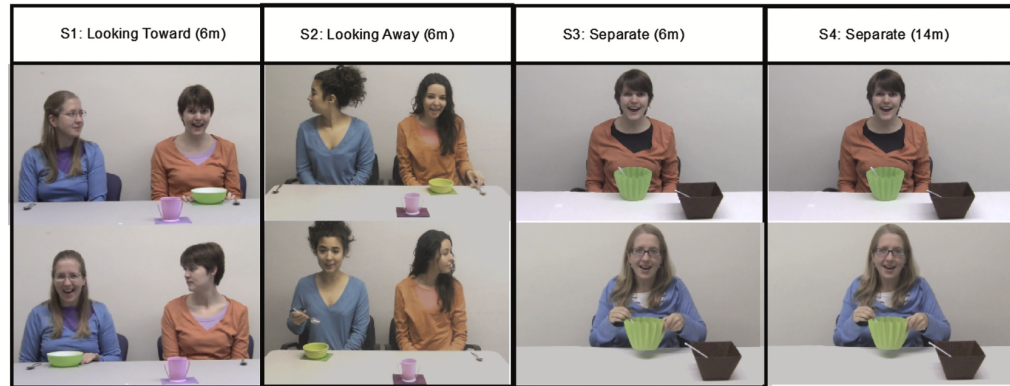 S1: Looking Toward (6m)
S2: Looking Away (6m)
S3: Separate (6m)
S4: Separate (14m)